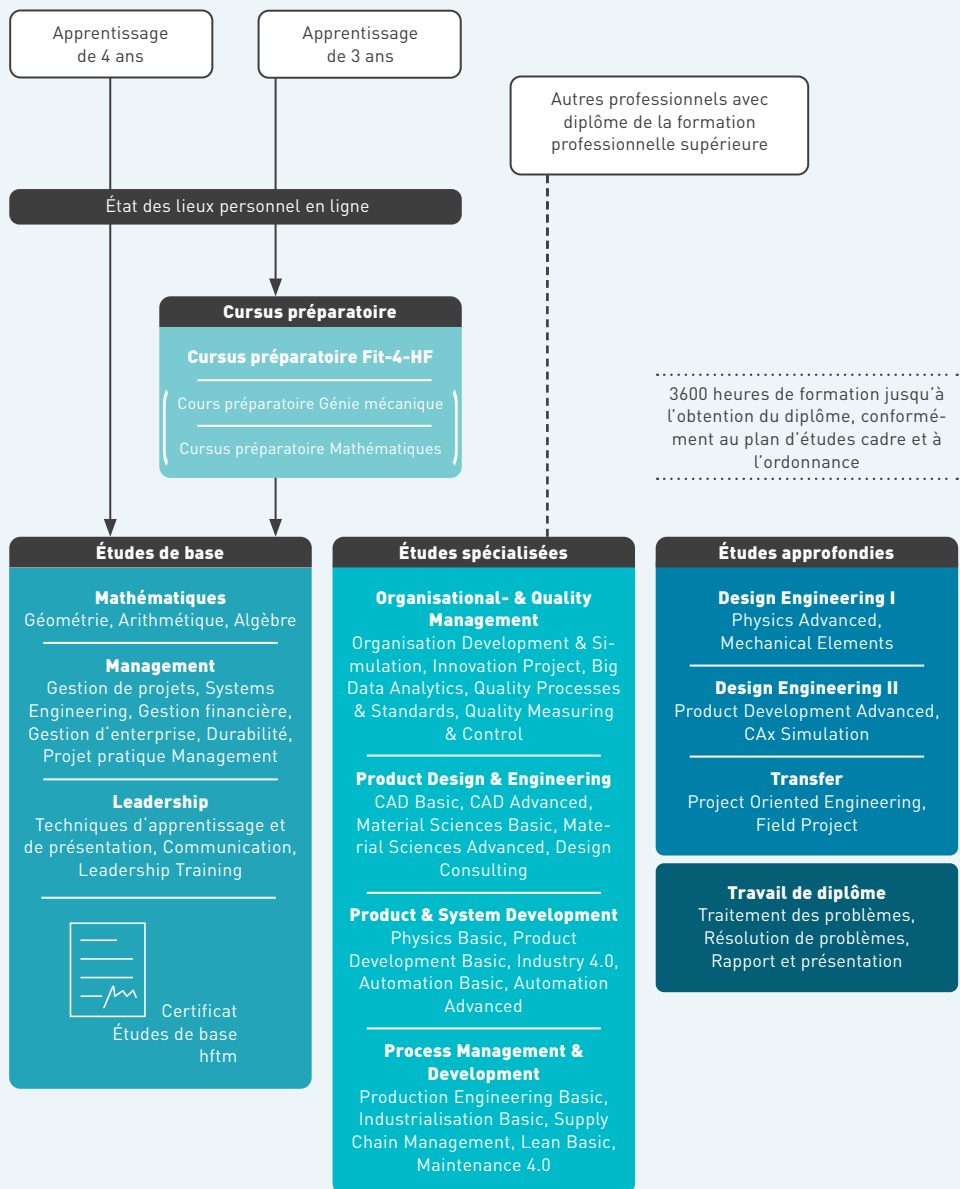 Apprentissage
de 4 ans
Apprentissage
de 3 ans
Autres professionnels avec
diplôme de la formation
professionnelle supérieure
État des lieux personnel en ligne
Cursus préparatoire
Cursus préparatoire Fit-4-HF
Cours préparatoire Génie mécanique
Cursus préparatoire Mathématiques
3600 heures de formation jusqu'à
l'obtention du diplôme, conformé-
ment au plan d'études cadre et à
l'ordonnance
Études de base
Mathématiques
Géométrie, Arithmétique, Algèbre
Management
Gestion de projets, Systems
Engineering, Gestion financière,
Gestion d'enterprise, Durabilité,
Projet pratique Management
Leadership
Techniques d'apprentissage et
de présentation, Communication,
Leadership Training
Certificat
Études de base
hftm
Études spécialisées
Organisational- & Quality
Management
Organisation Development & Si-
mulation, Innovation Project, Big
Data Analytics, Quality Processes
& Standards, Quality Measuring
& Control
Product Design & Engineering
CAD Basic, CAD Advanced,
Material Sciences Basic, Mate-
rial Sciences Advanced, Design
Consulting
Product & System Development
Physics Basic, Product
Development Basic, Industry 4.0,
Automation Basic, Automation
Advanced
Process Management &
Development
Production Engineering Basic,
Industrialisation Basic, Supply
Chain Management, Lean Basic,
Maintenance 4.0
Études approfondies
Design Engineering I
Physics Advanced,
Mechanical Elements
Design Engineering II
Product Development Advanced,
CAx Simulation
Transfer
Project Oriented Engineering,
Field Project
Travail de diplôme
Traitement des problèmes,
Résolution de problèmes,
Rapport et présentation